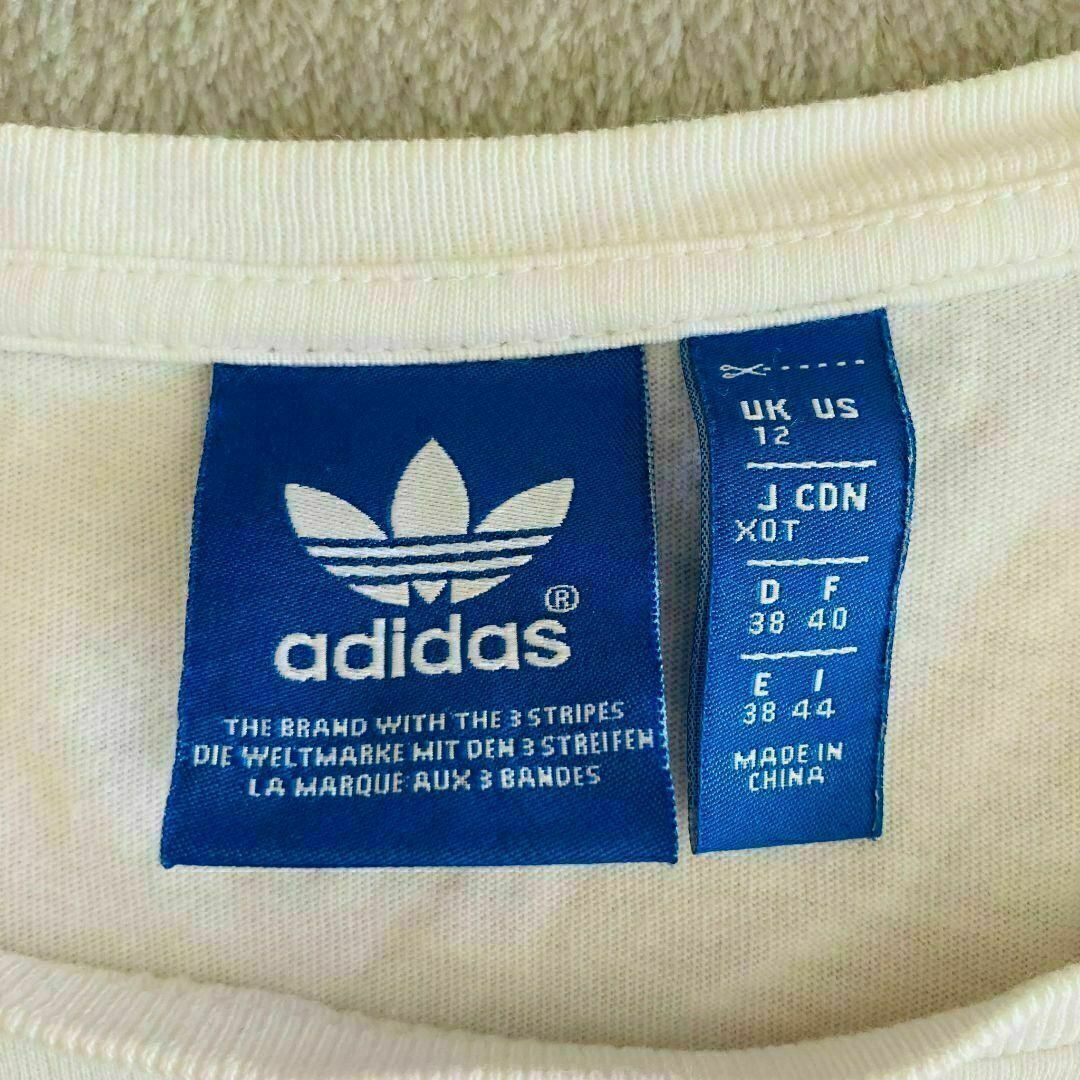 ®
adidas
THE BRAND WITH THE 3 STRIPES
DIE WELTMARKE MIT DEN 3 STREIFEN
LA MARQUE AUX 3 BANDES
UK US
12
J CDN
XOT
D F
38 40
E I
38 44
MADE IN
CHINA